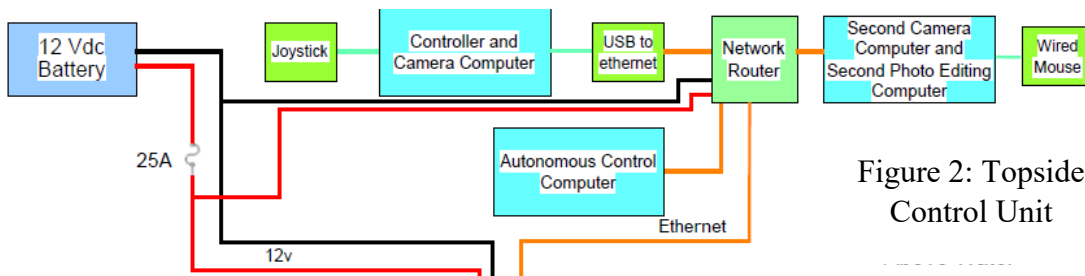 12 Vdc
Battery
Joystick
Controller and
Camera Computer
USB to
ethernet
Network
Router
Second Camera
Computer and
Second Photo Editing
Computer
Wired
Mouse
25A
Autonomous Control
Computer
Figure 2: Topside
Control Unit
Ethernet
12v